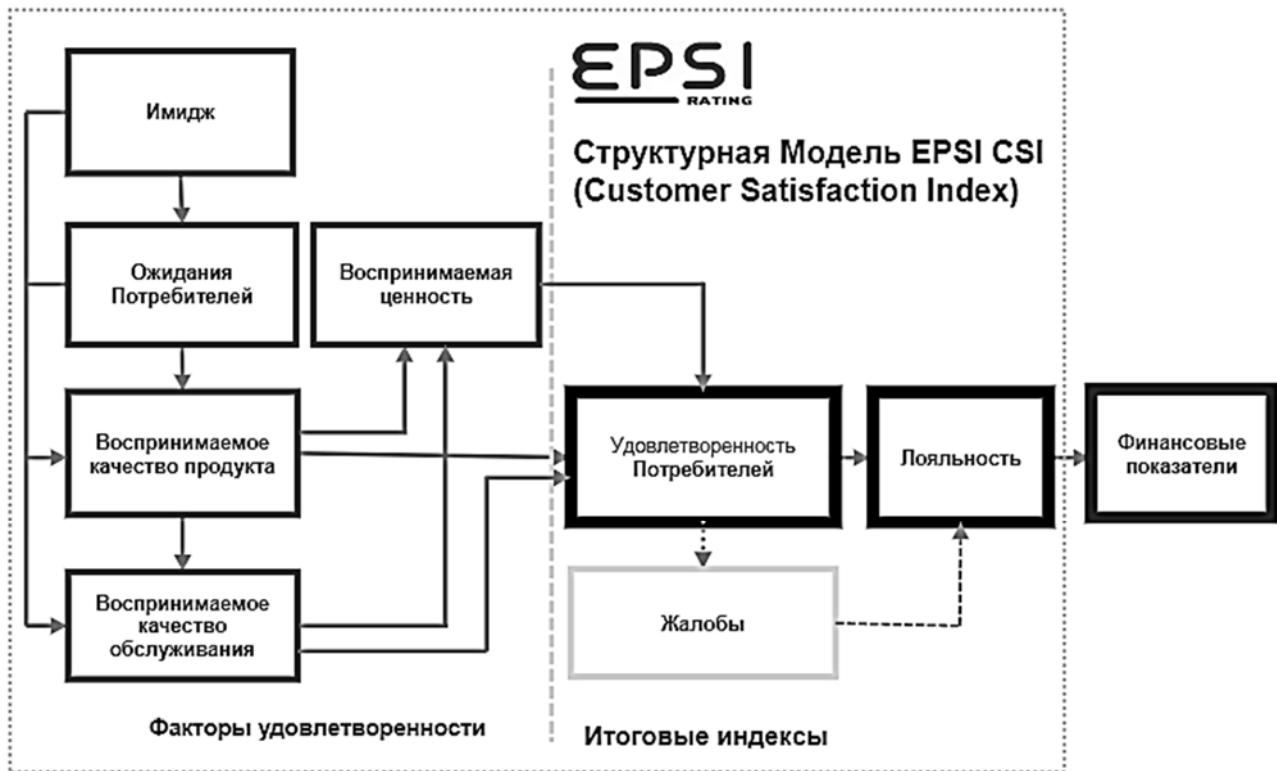 EPSI
RATING
Структурная Модель EPSI CSI
(Customer Satisfaction Index)
Имидж
Ожидания
Потребителей
Воспринимаемая
ценность
Воспринимаемое
качество продукта
Воспринимаемое
качество
обслуживания
Удовлетворенность
Потребителей
Лояльность
Финансовые
показатели
Жалобы
Факторы удовлетворенности
Итоговые индексы